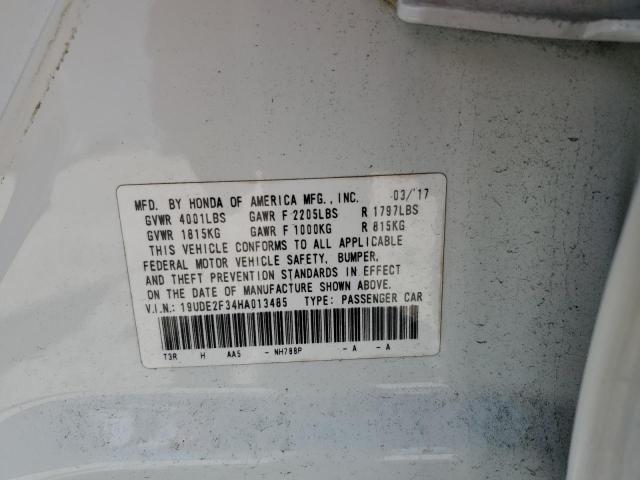 MFD. BY HONDA OF AMERICA MFG., INC. 03/'17
GVWR 4001LBS GAWR F 2205LBS R 1797LBS
GVWR 1815KG GAWR F 1000KG R 815KG
THIS VEHICLE CONFORMS TO ALL APPLICABLE
FEDERAL MOTOR VEHICLE SAFETY, BUMPER,
AND THEFT PREVENTION STANDARDS IN EFFECT
ON THE DATE OF MANUFACTURE SHOWN ABOVE.
V.I.N.: 19UDE2F34HA013485 TYPE: PASSENGER CAR
T3R H AA5 - NH788P - A - A